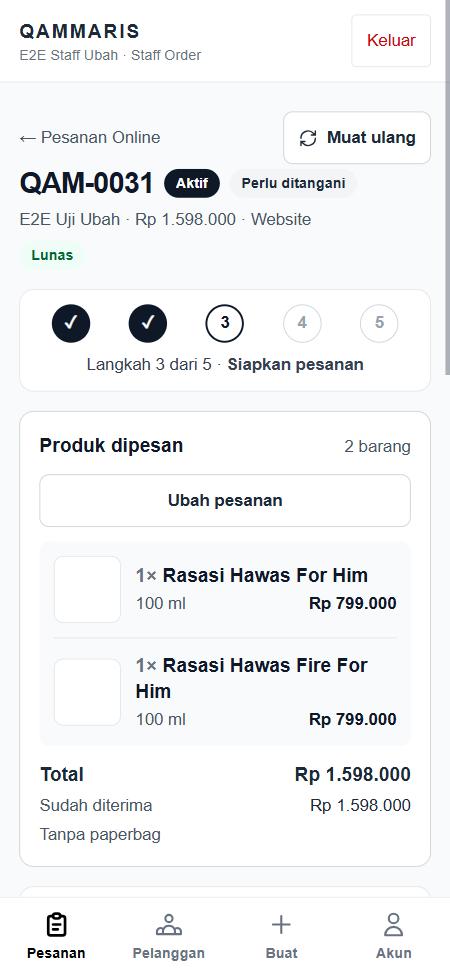 QAMMARIS
E2E Staff Ubah · Staff Order
Keluar
← Pesanan Online
Muat ulang
QAM-0031 Aktif Perlu ditangani
E2E Uji Ubah · Rp 1.598.000 · Website
Lunas
✓ ✓ 3 4 5
Langkah 3 dari 5 · Siapkan pesanan
Produk dipesan 2 barang
Ubah pesanan
1× Rasasi Hawas For Him
100 ml Rp 799.000
1× Rasasi Hawas Fire For
Him
100 ml Rp 799.000
Total Rp 1.598.000
Sudah diterima Rp 1.598.000
Tanpa paperbag
Pesanan Pelanggan Buat Akun